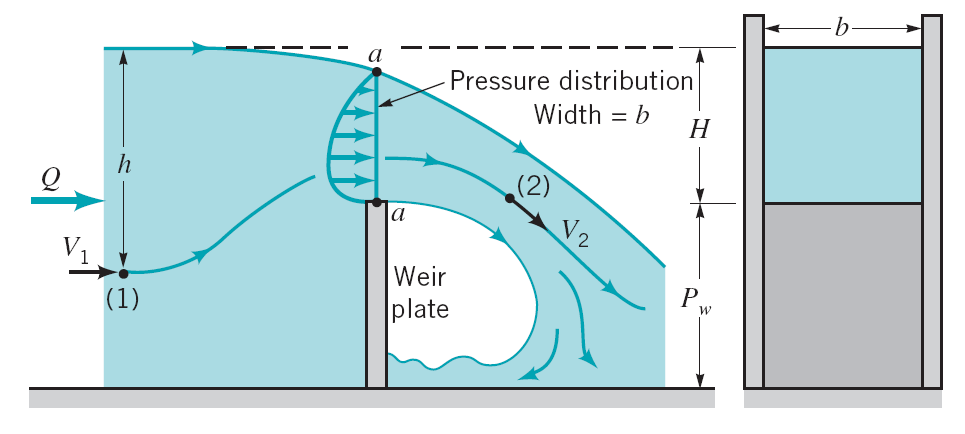 b
a
Pressure distribution
Width = b
H
h
Q
(2)
a
V2
V1
(1)
Weir
plate
Pw